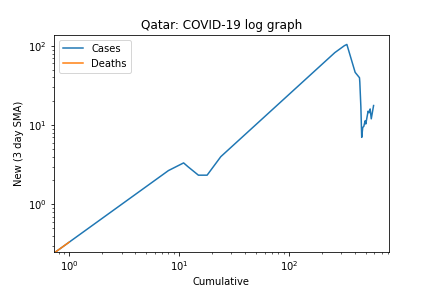 Qatar: COVID-19 log graph
Cases
Deaths
New (3 day SMA)
10²
10¹
10⁰
10⁰ 10¹ 10²
Cumulative